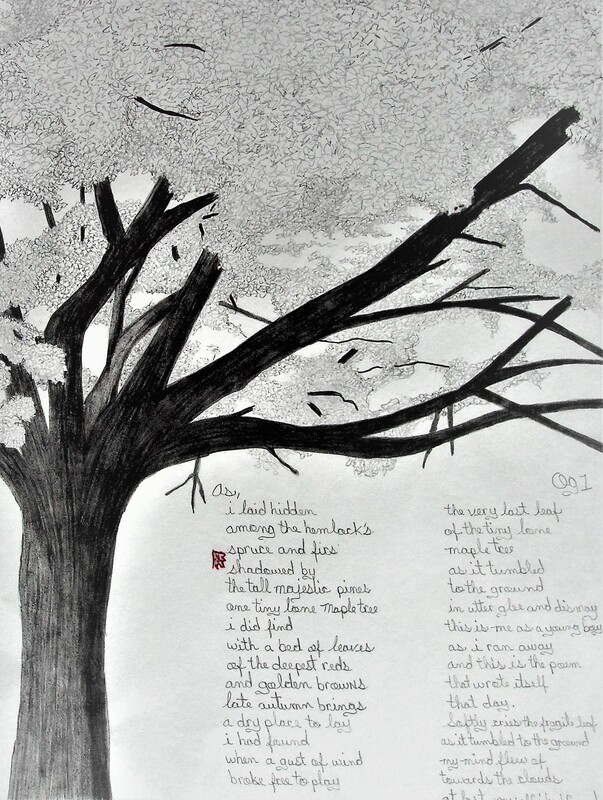 As,
i laid hidden
among the hemlock's
spruce and firs'
shadowed by
the tall majestic pines
one tiny lone maple tree
i did find
with a bed of leaves
of the deepest reds
and golden browns
late autumn brings
a dry place to lay
i had found
when a gust of wind
broke free to play
the very last leaf
of the tiny lone
maple tree
as it tumbled
to the ground
in utter glee and dismay
this is me as a young boy
as i ran away
and this is the poem
that wrote itself
that day.
Softly cries the fragile leaf
as it tumbled to the ground
my mind flew off
towards the clouds
at last